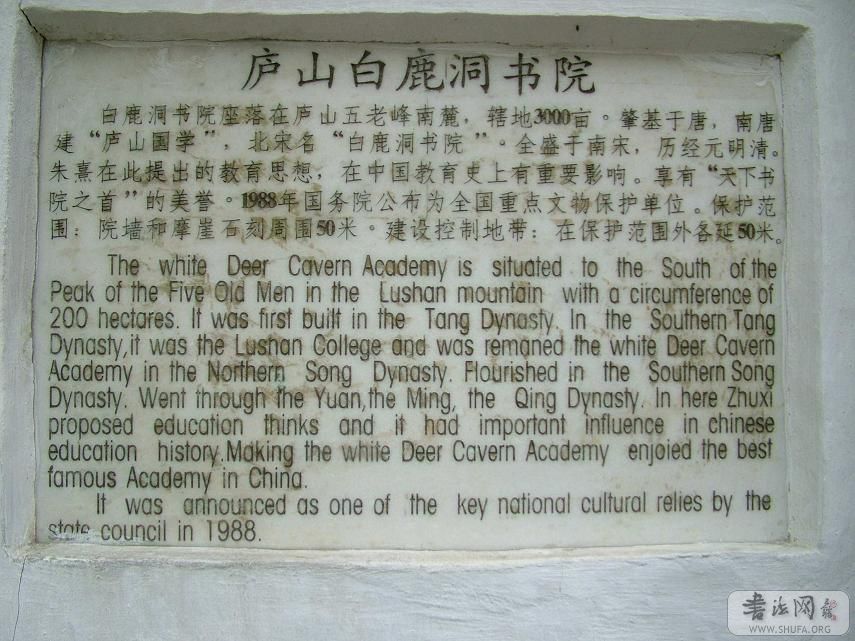 庐山白鹿洞书院
白鹿洞书院座落在庐山五老峰南麓，辖地3000亩。肇基于唐，南唐
建“庐山国学”，北宋名“白鹿洞书院”。全盛于南宋，历经元明清。
朱熹在此提出的教育思想，在中国教育史上有重要影响。享有“天下书
院之首”的美誉。1988年国务院公布为全国重点文物保护单位。保护范
围：院墙和摩崖石刻周围50米。建设控制地带：在保护范围外各延50米。
The white Deer Cavern Academy is situated to the South of the
Peak of the Five Old Men in the Lushan mountain with a circumference of
200 hectares. It was first built in the Tang Dynasty. In the Southern Tang
Dynasty,it was the Lushan College and was remaned the white Deer Cavern
Academy in the Northern Song Dynasty. Flourished in the Southern Song
Dynasty. Went through the Yuan,the Ming, the Qing Dynasty. In here Zhuxi
proposed education thinks and it had important influence in chinese
education history.Making the white Deer Cavern Academy enjoied the best
famous Academy in China.
It was announced as one of the key national cultural relies by the
state council in 1988.
书法网
WWW.SHUFA.ORG